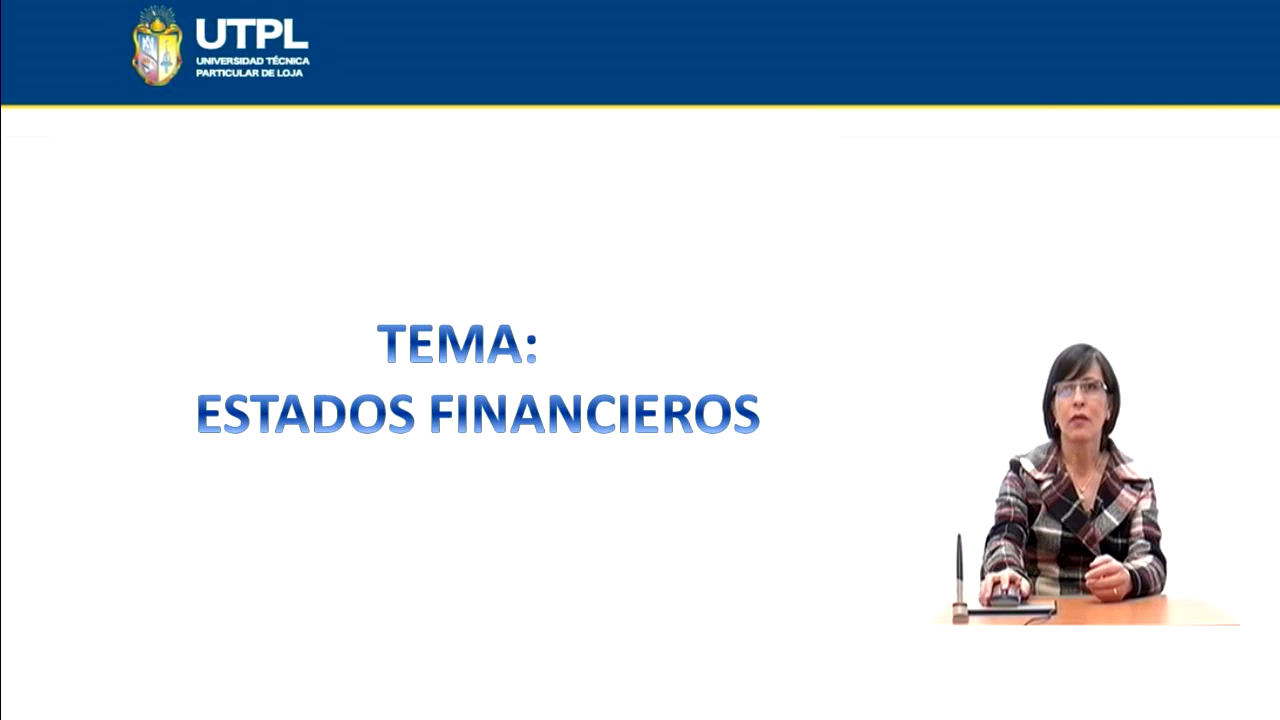 UTPL
UNIVERSIDAD TÉCNICA
PARTICULAR DE LOJA
TEMA:
ESTADOS FINANCIEROS